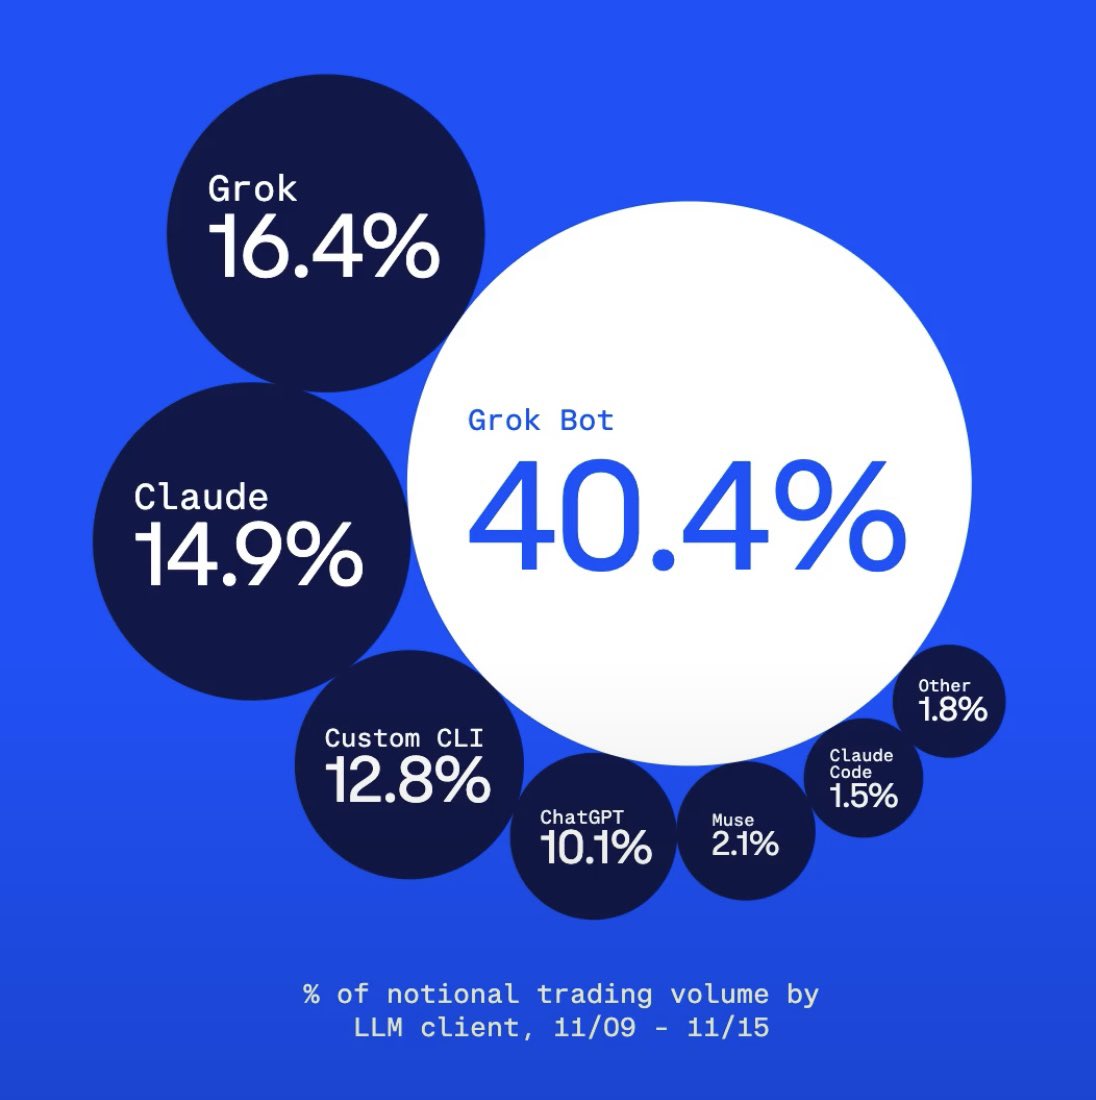 Grok
16.4%
Grok Bot
40.4%
Claude
14.9%
Custom CLI
12.8%
ChatGPT
10.1%
Muse
2.1%
Claude
Code
1.5%
Other
1.8%
% of notional trading volume by
LLM client, 11/09 - 11/15